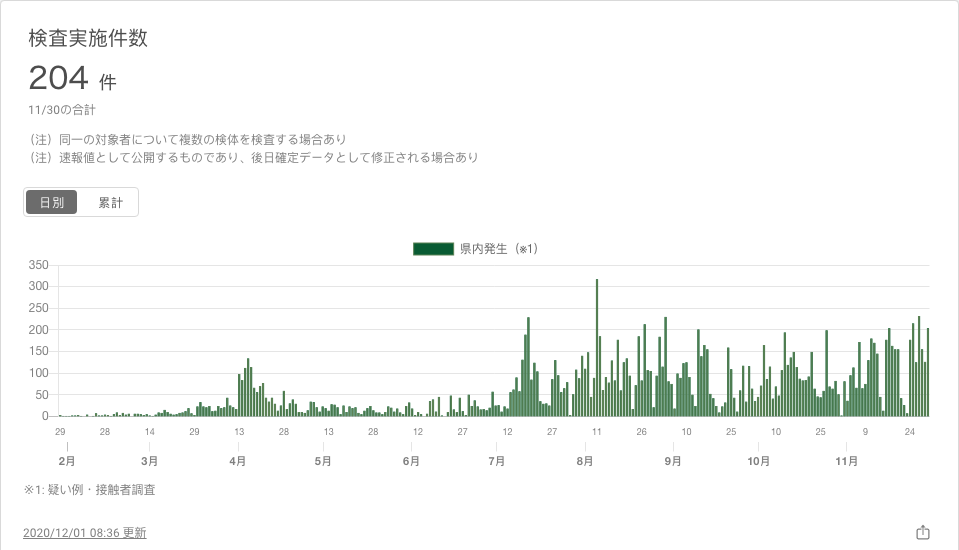 検査実施件数
204 件
11/30の合計
（注）同一の対象者について複数の検体を検査する場合あり
（注）速報値として公開するものであり、後日確定データとして修正される場合あり
日別 累計
県内発生（※1）
350
300
250
200
150
100
50
0
29 28 14 29 13 28 13 28 12 27 12 27 11 26 10 25 10 25 9 24
2月 3月 4月 5月 6月 7月 8月 9月 10月 11月
※1: 疑い例・接触者調査
2020/12/01 08:36 更新